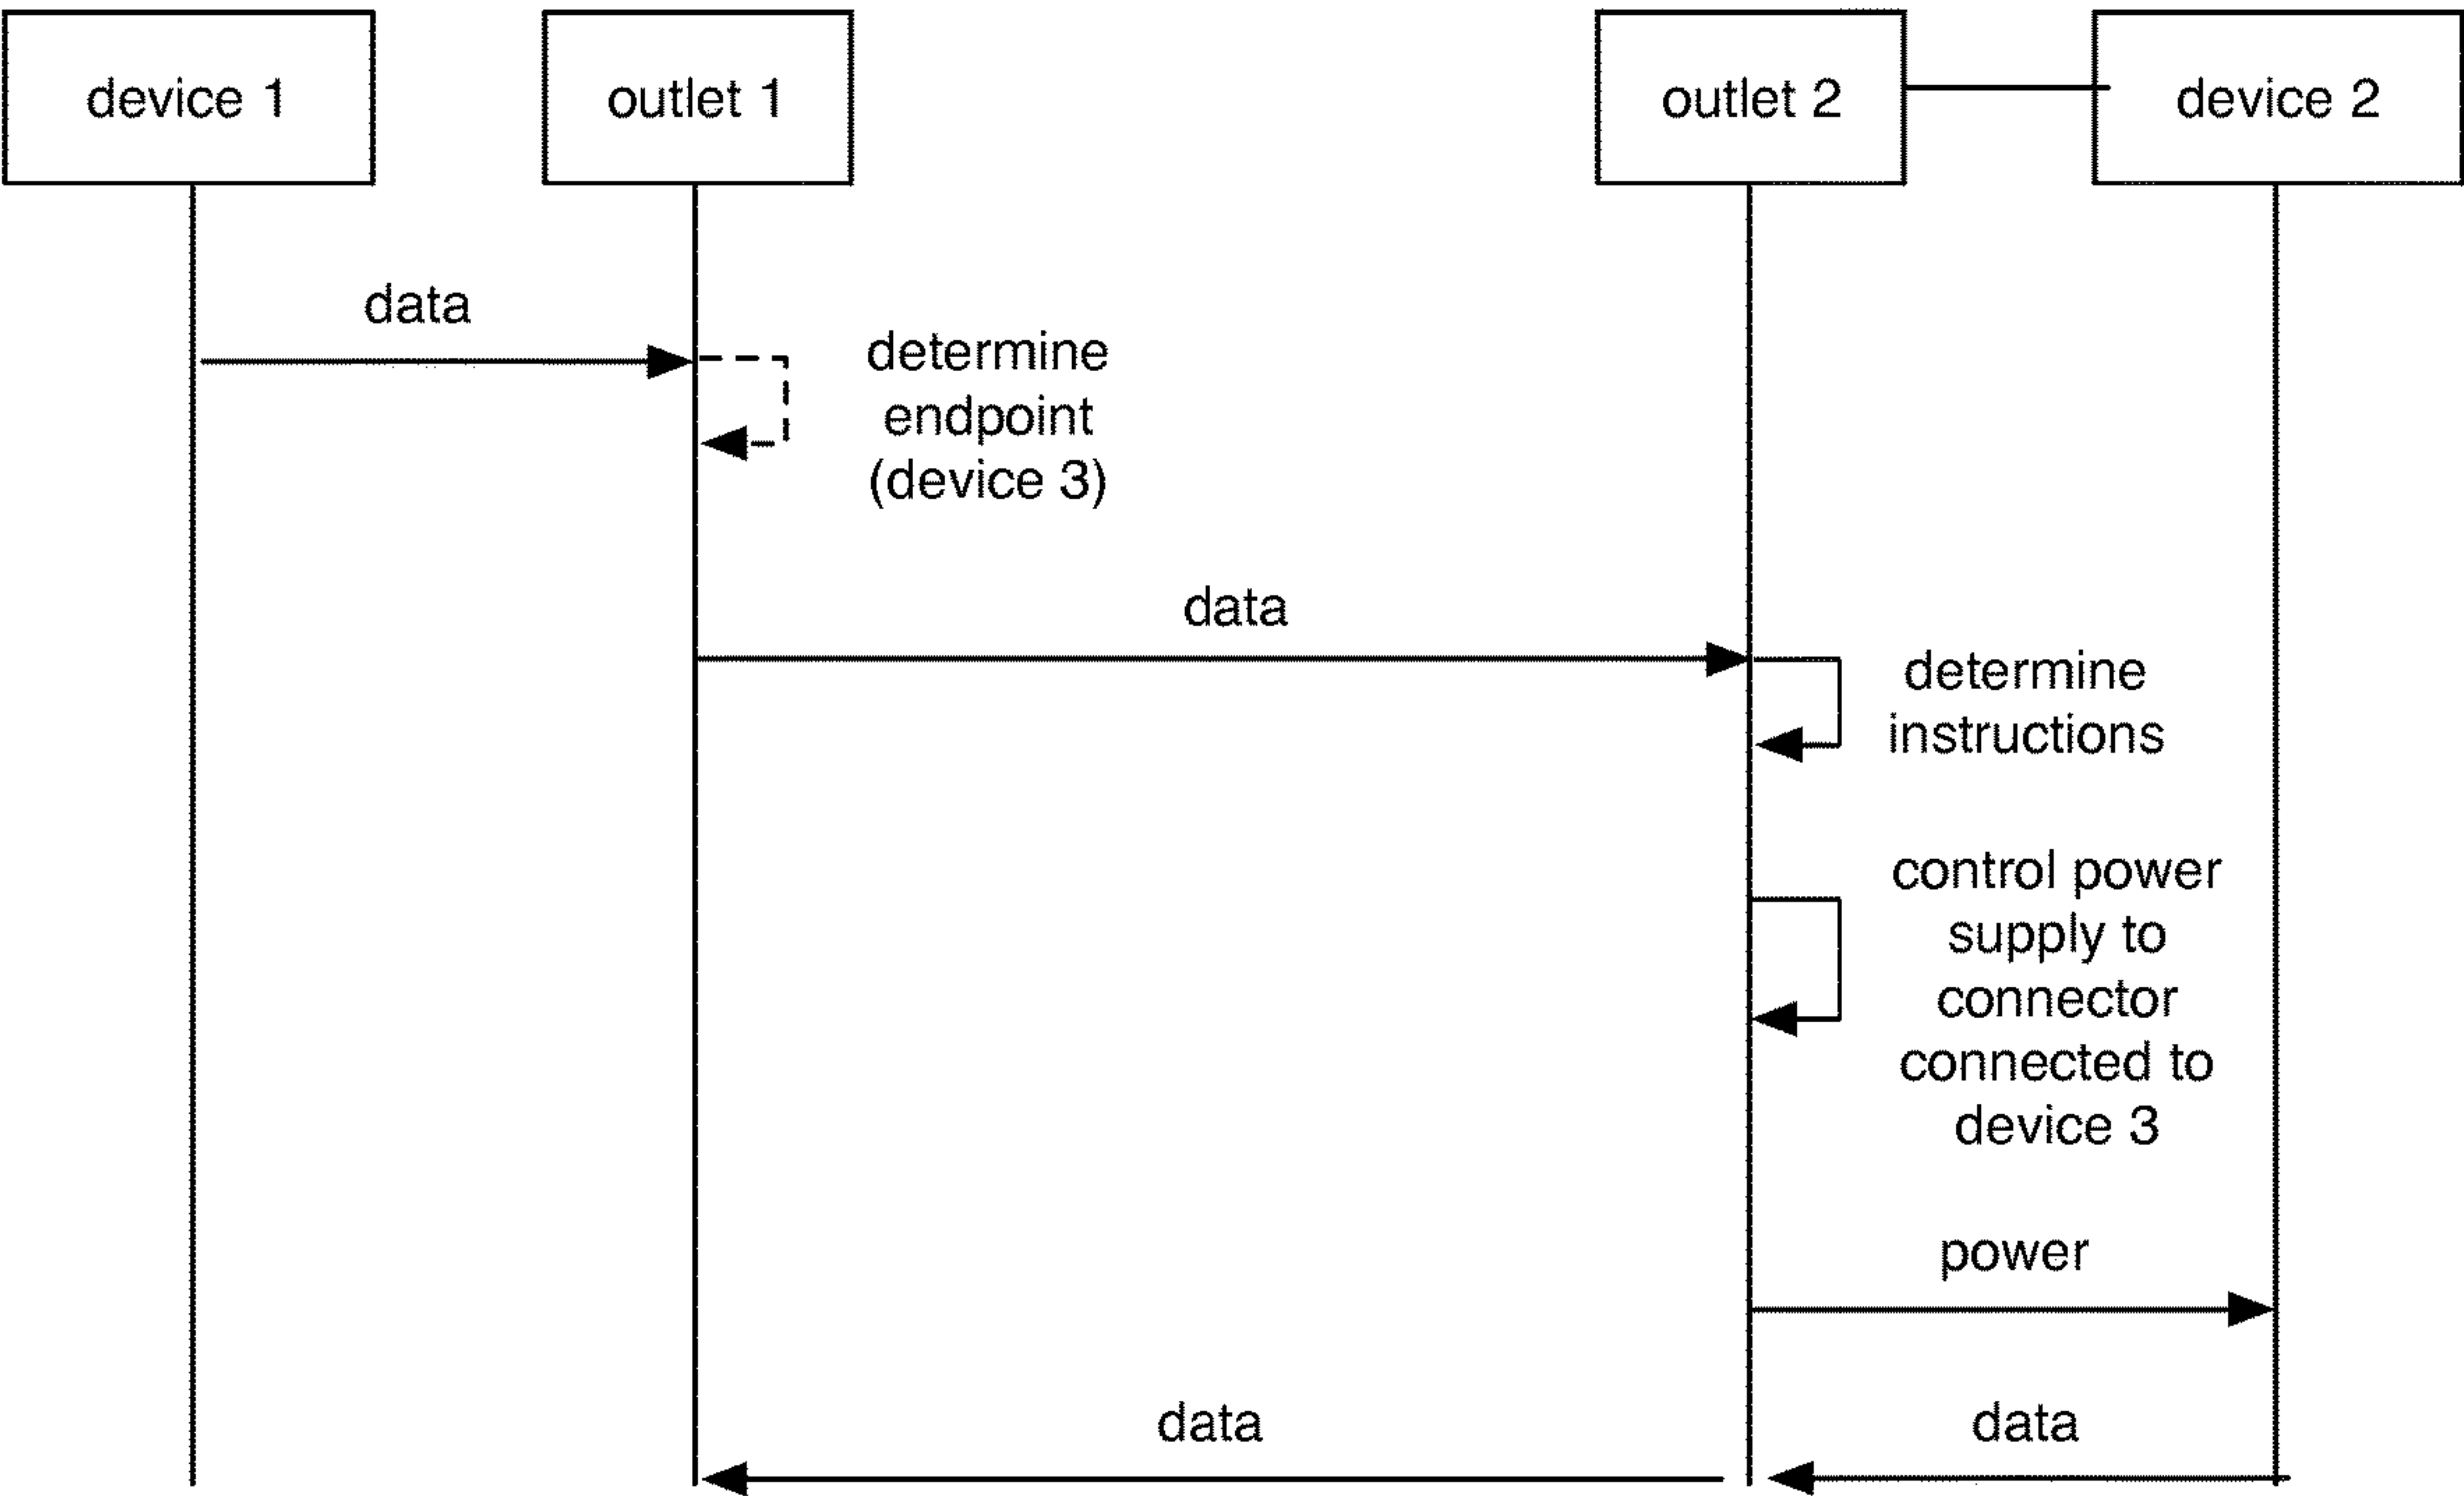 device 1
outlet 1
outlet 2
device 2
data
determine
endpoint
(device 3)
data
determine
instructions
control power
supply to
connector
connected to
device 3
power
data
data